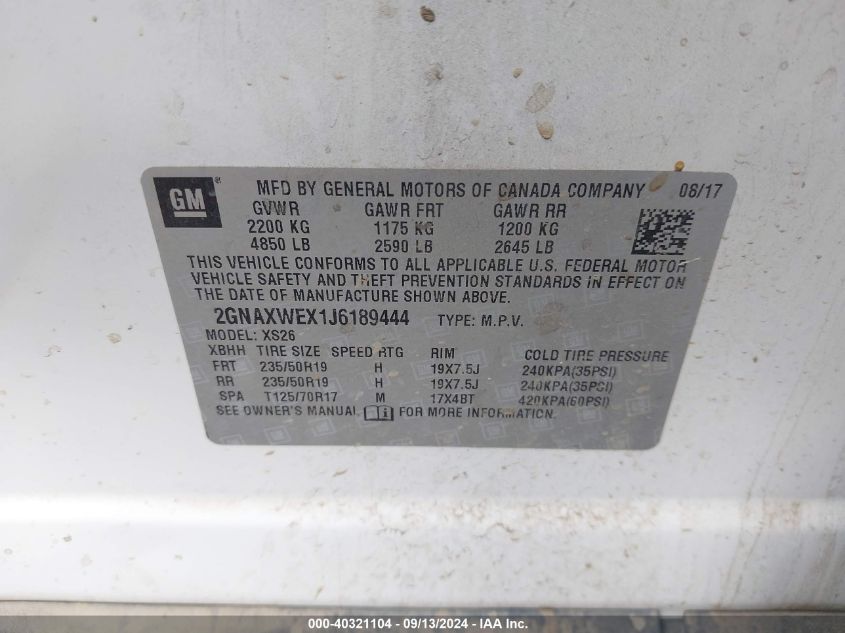 GM
MFD BY GENERAL MOTORS OF CANADA COMPANY 08/17
GVWR GAWR FRT GAWR RR
2200 KG 1175 KG 1200 KG
4850 LB 2590 LB 2645 LB
THIS VEHICLE CONFORMS TO ALL APPLICABLE U.S. FEDERAL MOTOR
VEHICLE SAFETY AND THEFT PREVENTION STANDARDS IN EFFECT ON
THE DATE OF MANUFACTURE SHOWN ABOVE.
2GNAXWEX1J6189444 TYPE: M.P.V.
MODEL: XS26
XBHH TIRE SIZE SPEED RTG RIM COLD TIRE PRESSURE
FRT 235/50R19 H 19X7.5J 240KPA(35PSI)
RR 235/50R19 H 19X7.5J 240KPA(35PSI)
SPA T125/70R17 M 17X4BT 420KPA(60PSI)
SEE OWNER'S MANUAL FOR MORE INFORMATION.
000-40321104 - 09/13/2024 - IAA Inc.